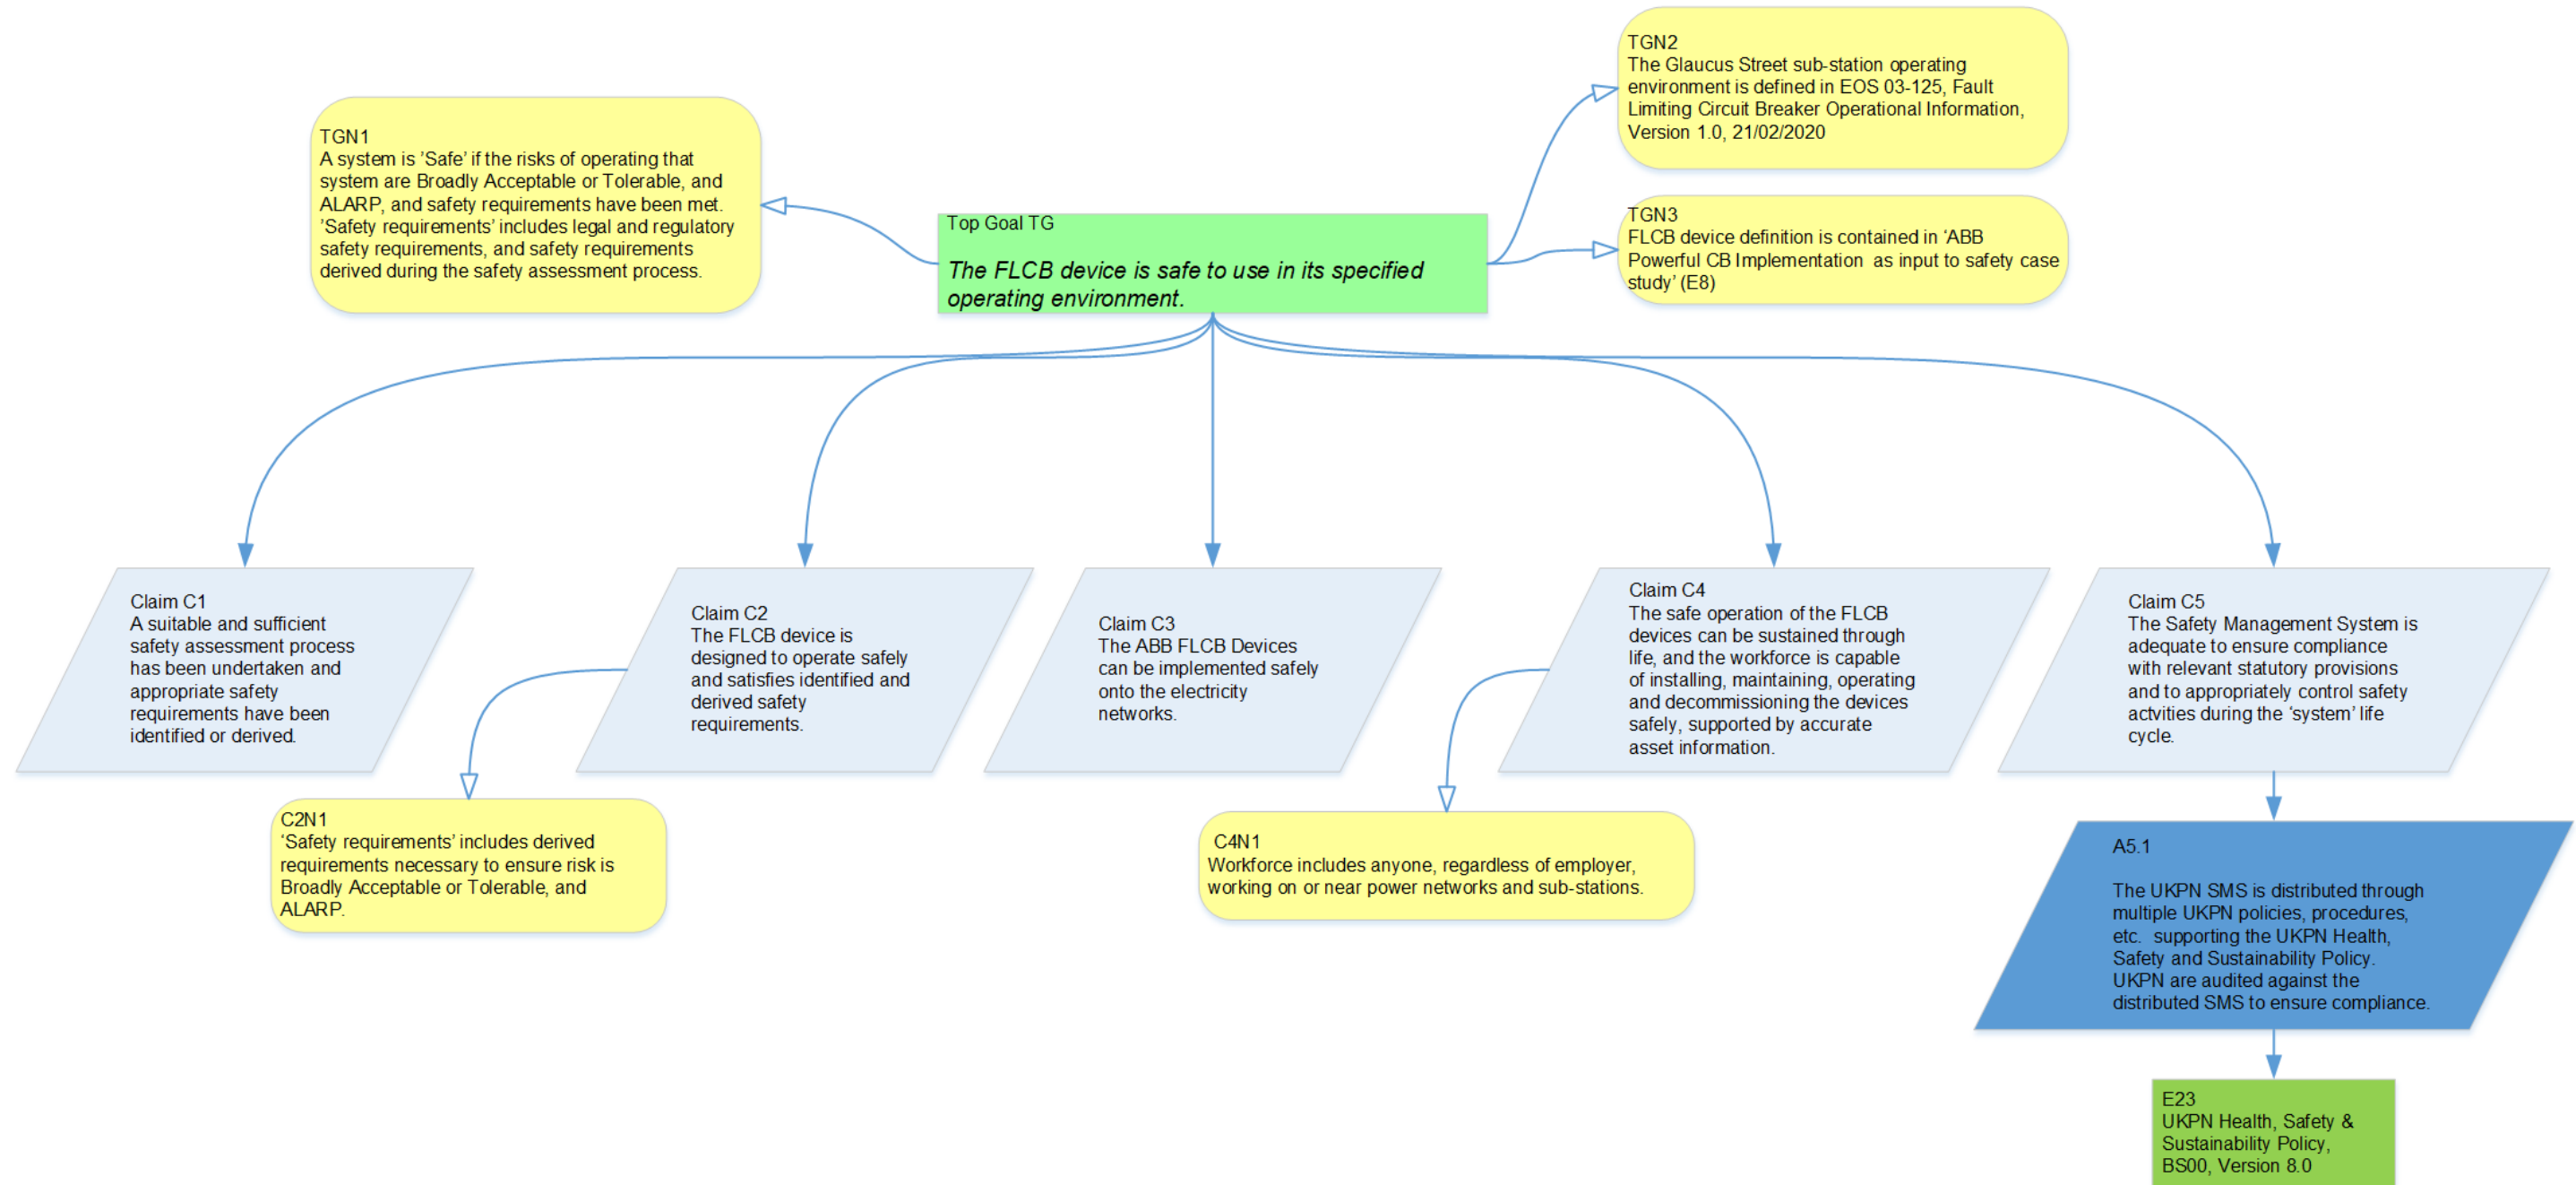 TGN2
The Glaucus Street sub-station operating
environment is defined in EOS 03-125, Fault
Limiting Circuit Breaker Operational Information,
Version 1.0, 21/02/2020
TGN1
A system is ’Safe’ if the risks of operating that
system are Broadly Acceptable or Tolerable, and
ALARP, and safety requirements have been met.
’Safety requirements’ includes legal and regulatory
safety requirements, and safety requirements
derived during the safety assessment process.
TGN3
FLCB device definition is contained in ‘ABB
Powerful CB Implementation as input to safety case
study’ (E8)
Top Goal TG
The FLCB device is safe to use in its specified
operating environment.
Claim C1
A suitable and sufficient
safety assessment process
has been undertaken and
appropriate safety
requirements have been
identified or derived.
Claim C2
The FLCB device is
designed to operate safely
and satisfies identified and
derived safety
requirements.
Claim C3
The ABB FLCB Devices
can be implemented safely
onto the electricity
networks.
Claim C4
The safe operation of the FLCB
devices can be sustained through
life, and the workforce is capable
of installing, maintaining, operating
and decommissioning the devices
safely, supported by accurate
asset information.
Claim C5
The Safety Management System is
adequate to ensure compliance
with relevant statutory provisions
and to appropriately control safety
actvities during the ‘system’ life
cycle.
C2N1
‘Safety requirements’ includes derived
requirements necessary to ensure risk is
Broadly Acceptable or Tolerable, and
ALARP.
C4N1
Workforce includes anyone, regardless of employer,
working on or near power networks and sub-stations.
A5.1
The UKPN SMS is distributed through
multiple UKPN policies, procedures,
etc. supporting the UKPN Health,
Safety and Sustainability Policy.
UKPN are audited against the
distributed SMS to ensure compliance.
E23
UKPN Health, Safety &
Sustainability Policy,
BS00, Version 8.0